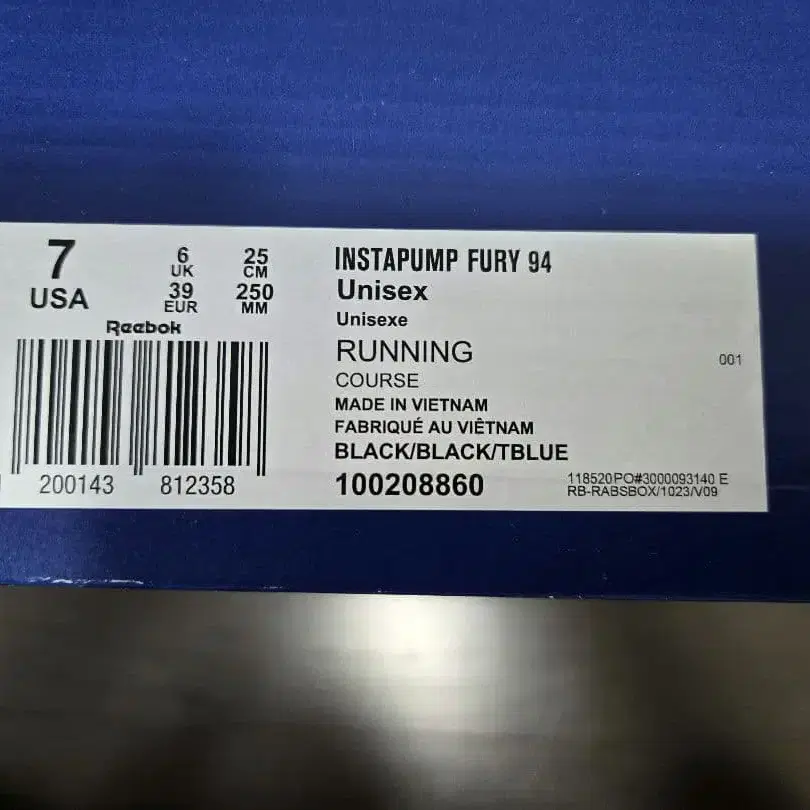 7
USA
6
UK
39
EUR
25
CM
250
MM
Reebok
200143 812358
INSTAPUMP FURY 94
Unisex
Unisexe
RUNNING
COURSE
001
MADE IN VIETNAM
FABRIQUÉ AU VIÊTNAM
BLACK/BLACK/TBLUE
100208860
118520PO#3000093140 E
RB-RABSBOX/1023/V09